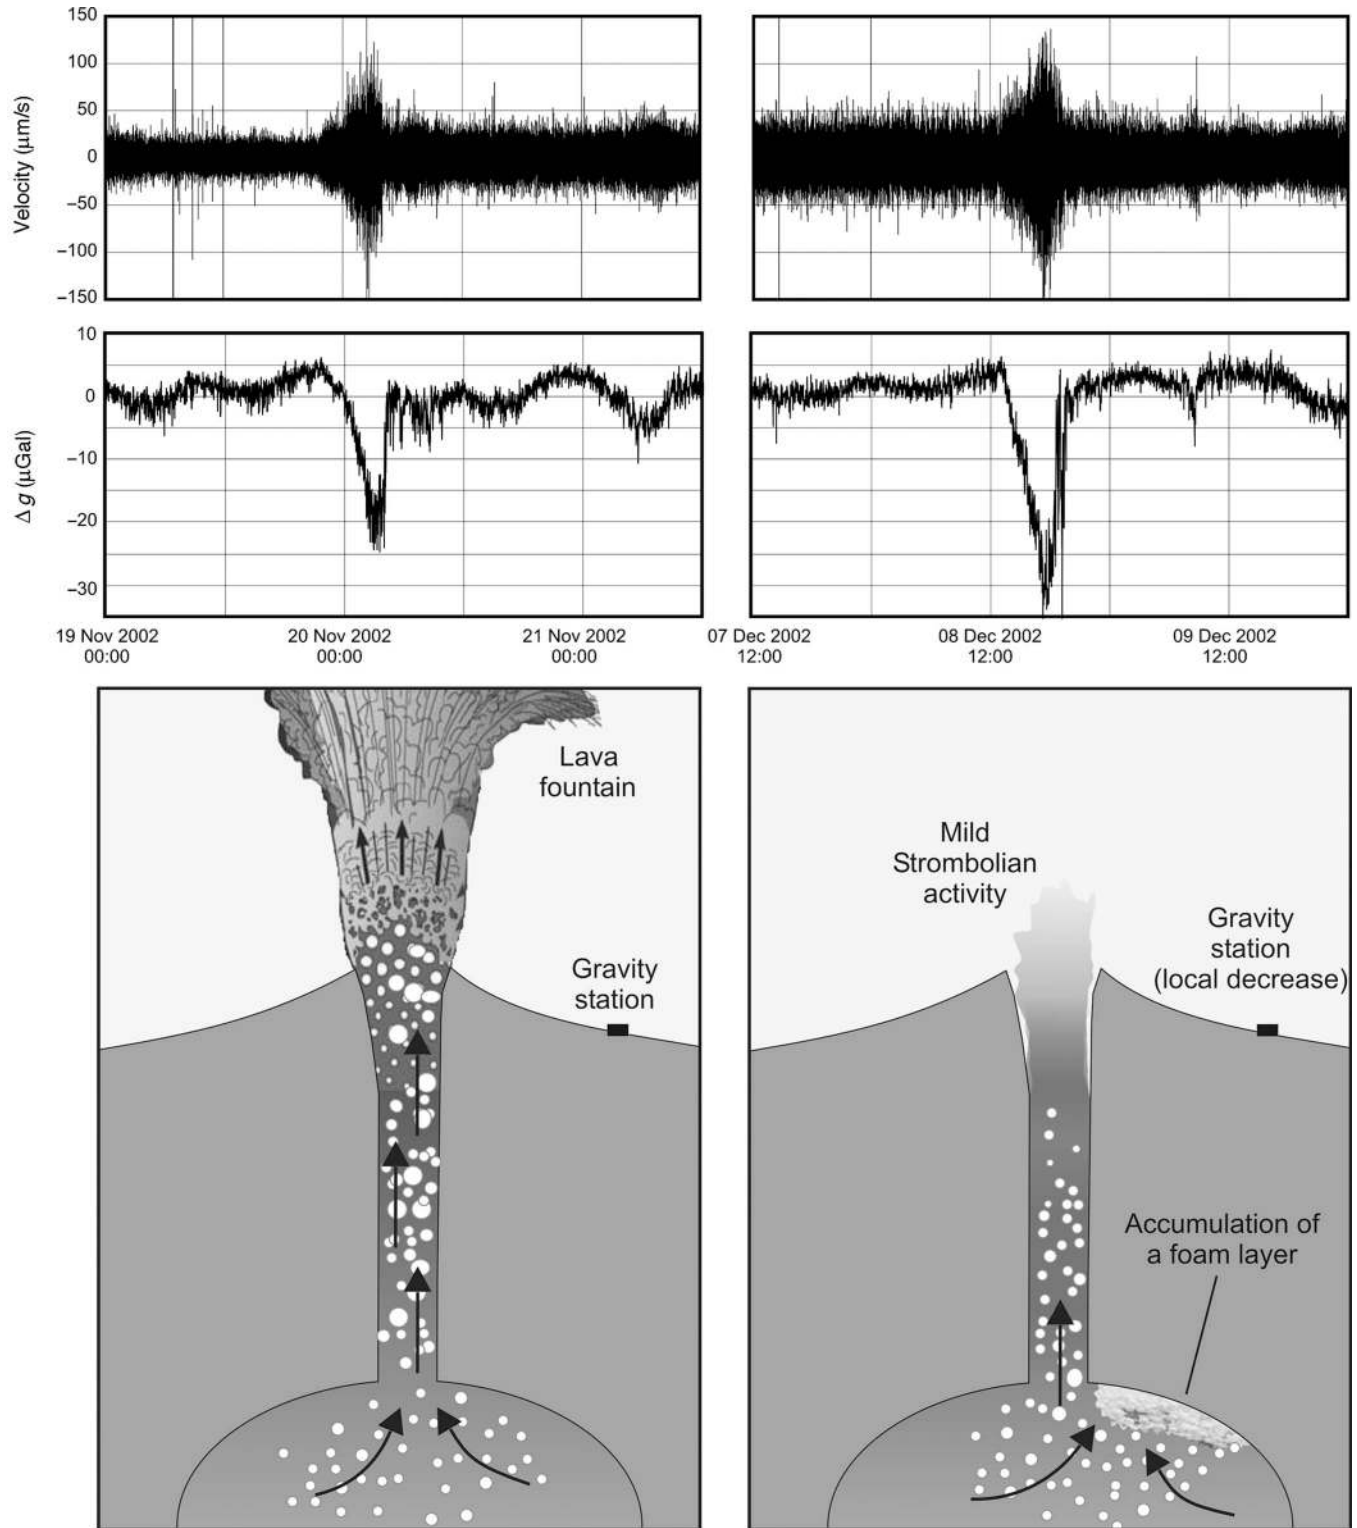 150
100
50
0
−50
−100
−150
Velocity (μm/s)
10
0
−10
−20
−30
Δ g (μGal)
19 Nov 2002
00:00
20 Nov 2002
00:00
21 Nov 2002
00:00
07 Dec 2002
12:00
08 Dec 2002
12:00
09 Dec 2002
12:00
Lava
fountain
Gravity
station
Mild
Strombolian
activity
Gravity
station
(local decrease)
Accumulation of
a foam layer